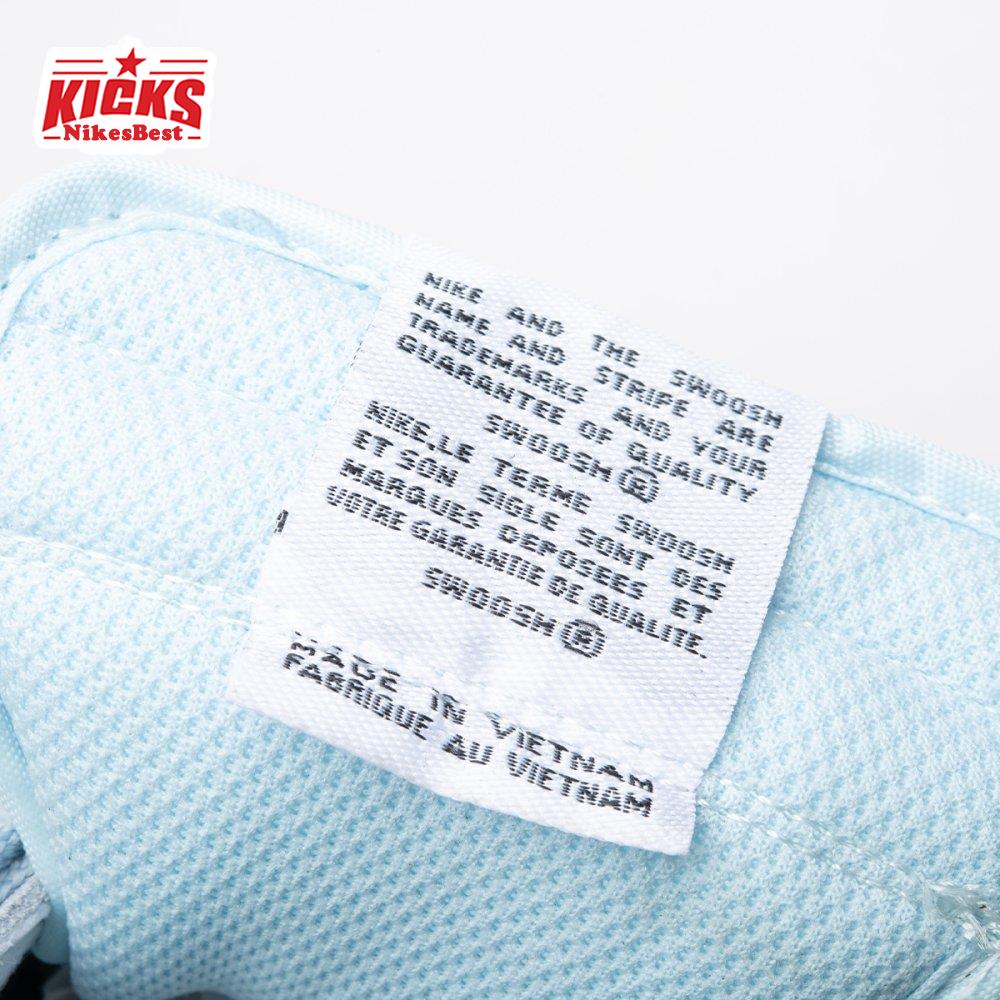 KICKS
NikesBest
NIKE AND THE SWOOSH
NAME AND STRIPE ARE
TRADEMARKS AND YOUR
GUARANTEE OF QUALITY
SWOOSH ®
NIKE,LE TERME SWOOSH
ET SON SIGLE SONT DES
MARQUES DEPOSEES ET
VOTRE GARANTIE DE QUALITE.
SWOOSH ®
MADE IN VIETNAM
FABRIQUE AU VIETNAM